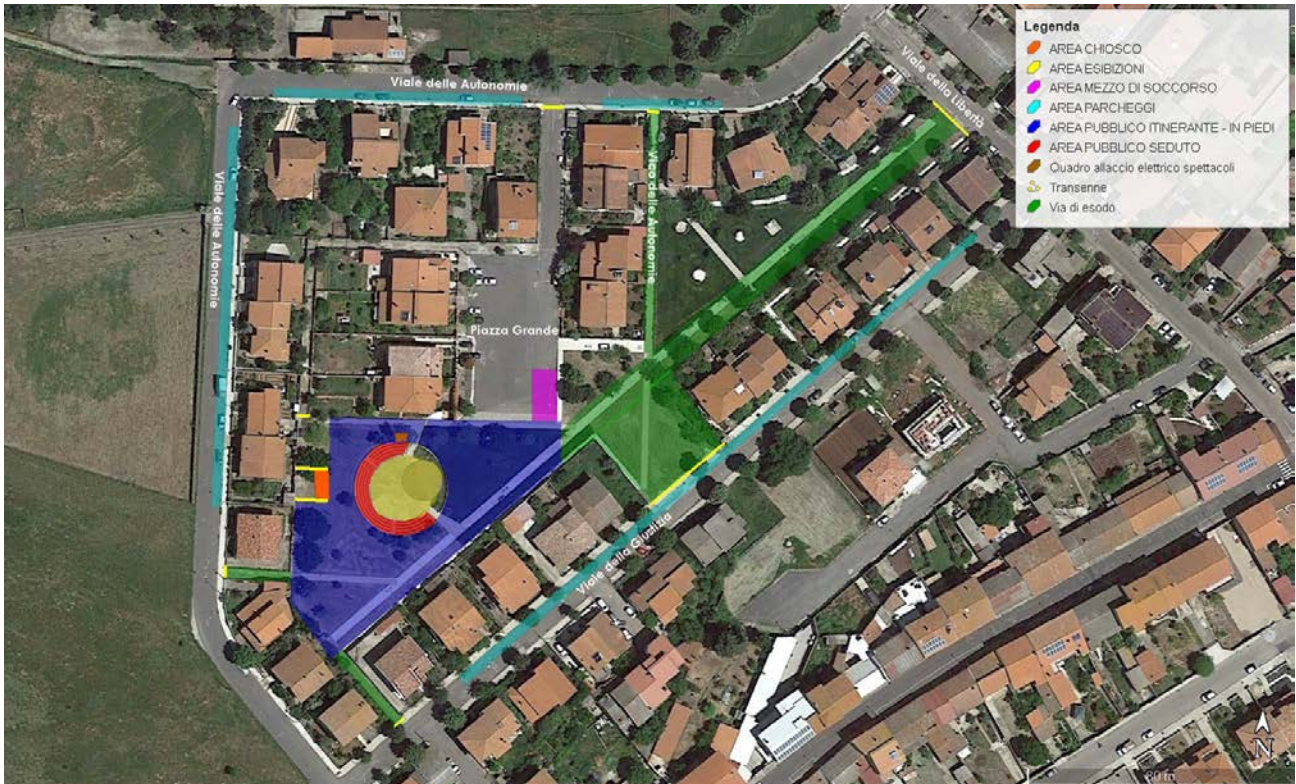 Legenda
AREA CHIOSCO
AREA ESIBIZIONI
AREA MEZZO DI SOCCORSO
AREA PARCHEGGI
AREA PUBBLICO ITINERANTE - IN PIEDI
AREA PUBBLICO SEDUTO
Quadro allaccio elettrico spettacoli
Transenne
Via di esodo
Viale della Libertà
Viale delle Autonomie
Vico delle Autonomie
Viale delle Autonomie
Piazza Grande
Viale della Giustizia
N